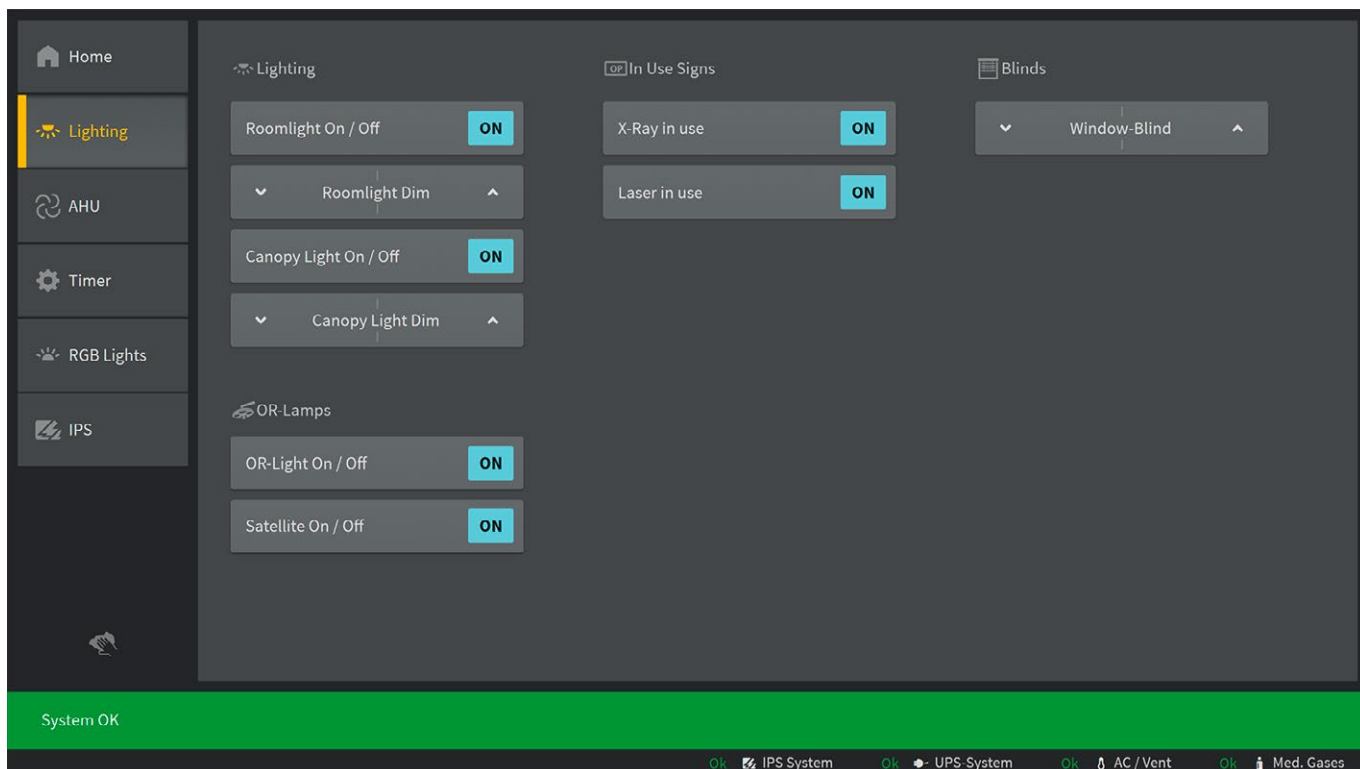 Home
Lighting
AHU
Timer
RGB Lights
IPS
Lighting
Roomlight On / Off ON
Roomlight Dim
Canopy Light On / Off ON
Canopy Light Dim
OR-Lamps
OR-Light On / Off ON
Satellite On / Off ON
OP In Use Signs
X-Ray in use ON
Laser in use ON
Blinds
Window-Blind
System OK
Ok IPS System Ok UPS-System Ok AC / Vent Ok Med. Gases